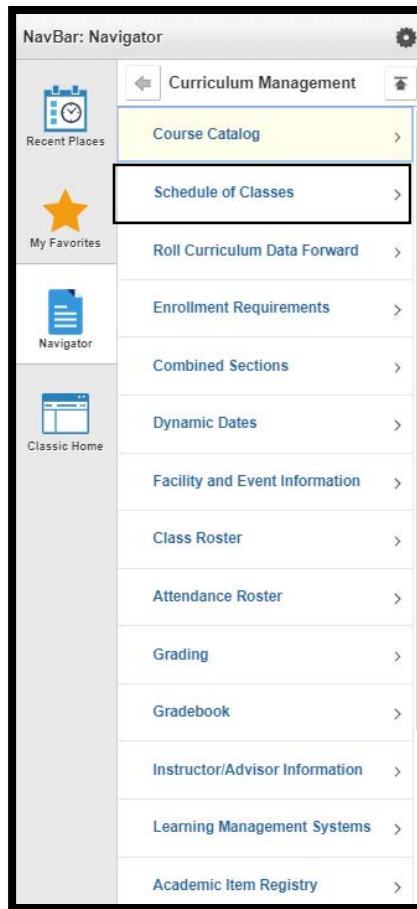 NavBar: Navigator
Recent Places
My Favorites
Navigator
Classic Home
Curriculum Management
Course Catalog
Schedule of Classes
Roll Curriculum Data Forward
Enrollment Requirements
Combined Sections
Dynamic Dates
Facility and Event Information
Class Roster
Attendance Roster
Grading
Gradebook
Instructor/Advisor Information
Learning Management Systems
Academic Item Registry